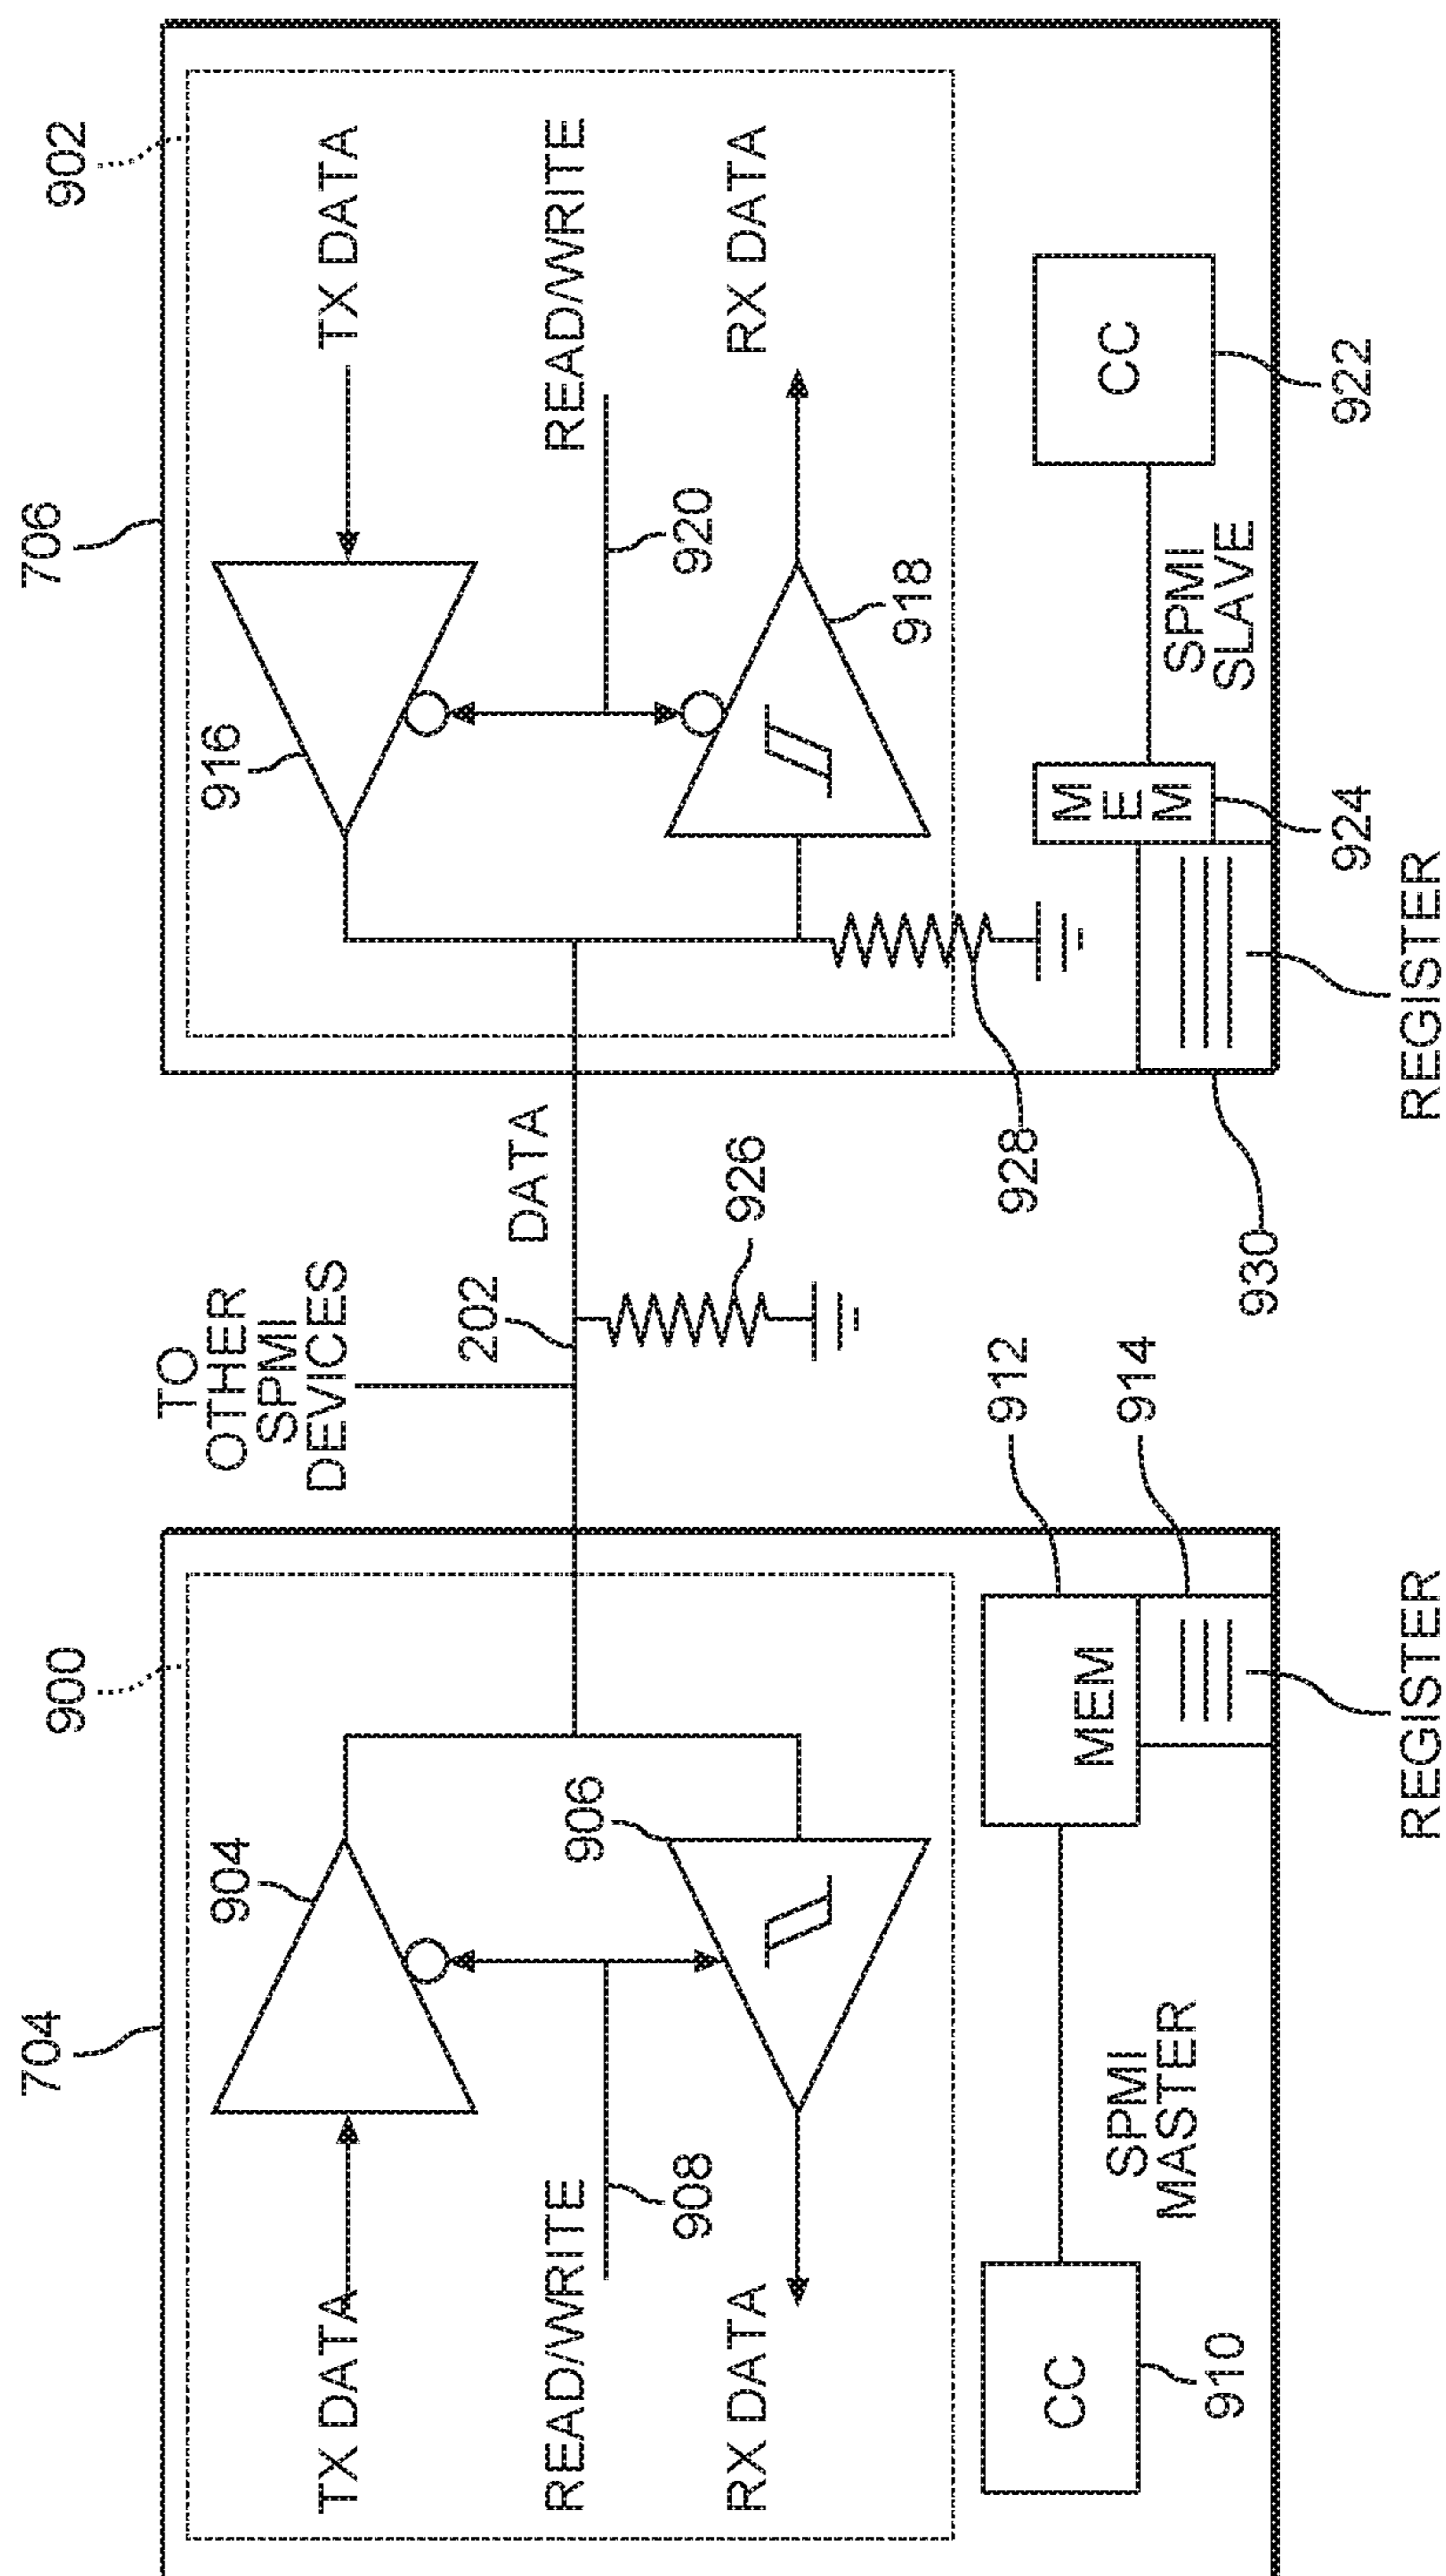 704
900
TX DATA
904
READ/WRITE
908
906
RX DATA
CC
910
MEM
912
914
SPMI
MASTER
REGISTER
TO
OTHER
SPMI
DEVICES
202
DATA
926
706
902
916
TX DATA
READ/WRITE
920
918
RX DATA
928
930
M
E
M
924
SPMI
SLAVE
CC
922
REGISTER